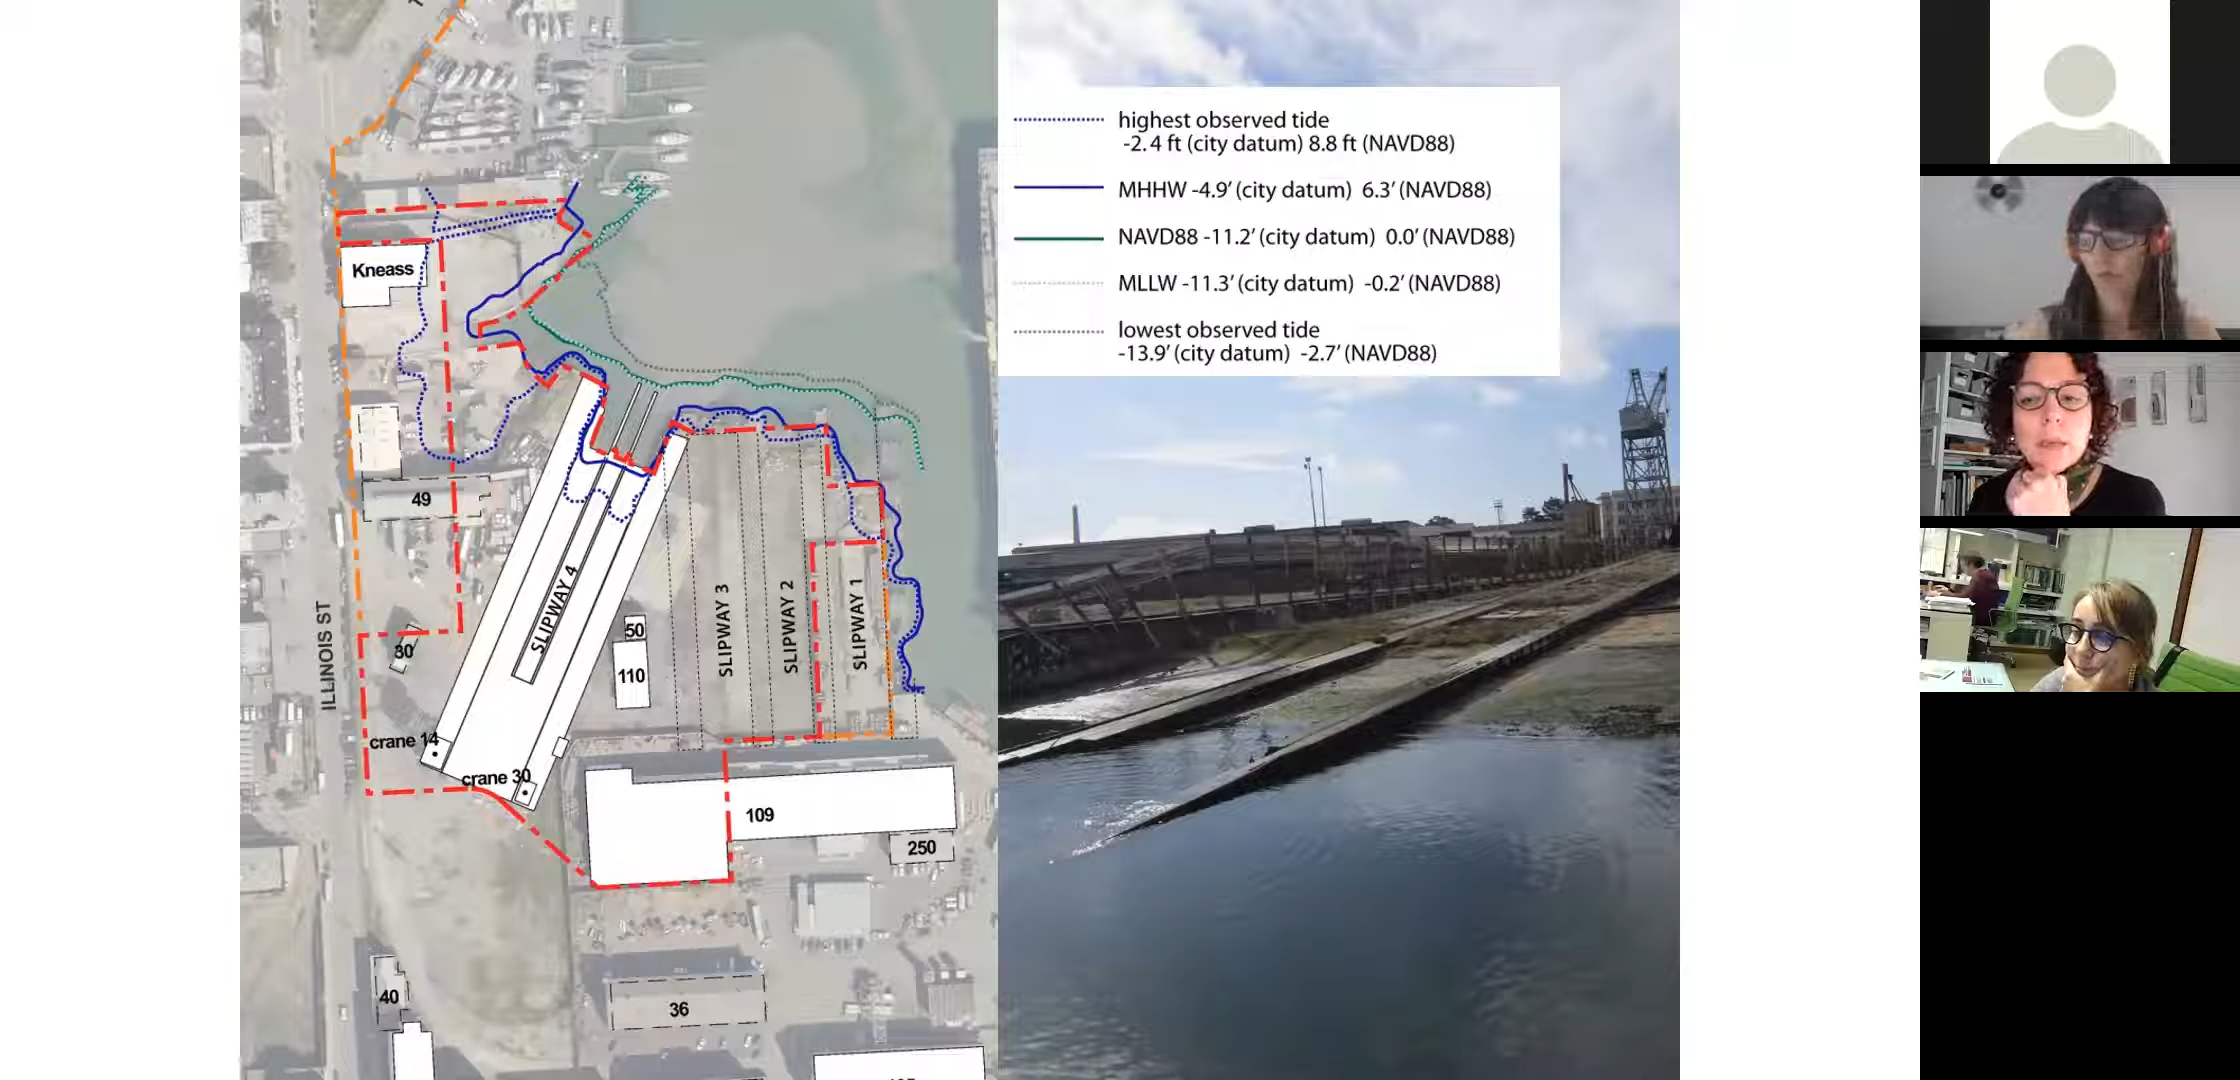 highest observed tide
-2.4 ft (city datum) 8.8 ft (NAVD88)
MHHW -4.9' (city datum) 6.3' (NAVD88)
NAVD88 -11.2' (city datum) 0.0' (NAVD88)
MLLW -11.3' (city datum) -0.2' (NAVD88)
lowest observed tide
-13.9' (city datum) -2.7' (NAVD88)
Kneass
49
SLIPWAY 4
SLIPWAY 3
SLIPWAY 2
SLIPWAY 1
ILLINOIS ST
30
50
110
crane 14
crane 30
109
250
40
36